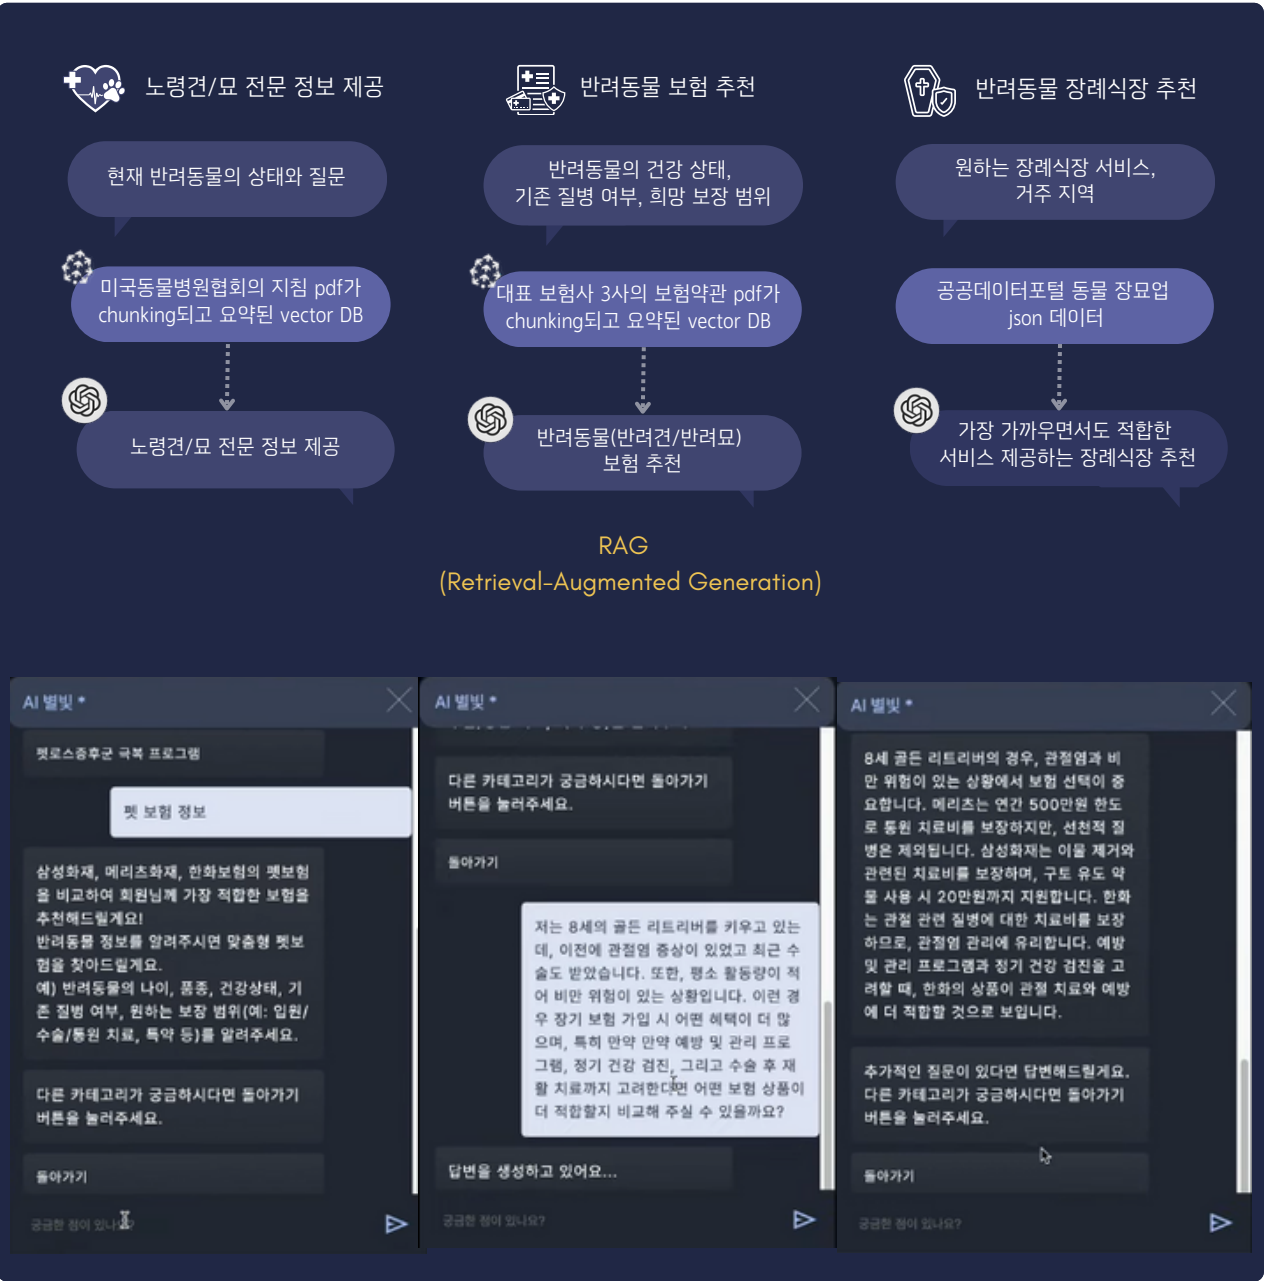 노령견/묘 전문 정보 제공
반려동물 보험 추천
반려동물 장례식장 추천
현재 반려동물의 상태와 질문
반려동물의 건강 상태,
기존 질병 여부, 희망 보장 범위
원하는 장례식장 서비스,
거주 지역
미국동물병원협회의 지침 pdf가
chunking되고 요약된 vector DB
대표 보험사 3사의 보험약관 pdf가
chunking되고 요약된 vector DB
공공데이터포털 동물 장묘업
json 데이터
노령견/묘 전문 정보 제공
반려동물(반려견/반려묘)
보험 추천
가장 가까우면서도 적합한
서비스 제공하는 장례식장 추천
RAG
(Retrieval-Augmented Generation)
AI 별빛 *
펫로스증후군 극복 프로그램
펫 보험 정보
삼성화재, 메리츠화재, 한화보험의 펫보험
을 비교하여 회원님께 가장 적합한 보험을
추천해드릴게요!
반려동물 정보를 알려주시면 맞춤형 펫보
험을 찾아드릴게요.
예) 반려동물의 나이, 품종, 건강상태, 기
존 질병 여부, 원하는 보장 범위(예: 입원/
수술/통원 치료, 특약 등)를 알려주세요.
다른 카테고리가 궁금하시다면 돌아가기
버튼을 눌러주세요.
돌아가기
궁금한 점이 있나요?
AI 별빛 *
다른 카테고리가 궁금하시다면 돌아가기
버튼을 눌러주세요.
돌아가기
저는 8세의 골든 리트리버를 키우고 있는
데, 이전에 관절염 증상이 있었고 최근 수
술도 받았습니다. 또한, 평소 활동량이 적
어 비만 위험이 있는 상황입니다. 이런 경
우 장기 보험 가입 시 어떤 혜택이 더 많
으며, 특히 만약 만약 예방 및 관리 프로
그램, 정기 건강 검진, 그리고 수술 후 재
활 치료까지 고려한다면 어떤 보험 상품이
더 적합할지 비교해 주실 수 있을까요?
답변을 생성하고 있어요...
궁금한 점이 있나요?
AI 별빛 *
8세 골든 리트리버의 경우, 관절염과 비
만 위험이 있는 상황에서 보험 선택이 중
요합니다. 메리츠는 연간 500만원 한도
로 통원 치료비를 보장하지만, 선천적 질
병은 제외됩니다. 삼성화재는 이물 제거와
관련된 치료비를 보장하며, 구토 유도 약
물 사용 시 20만원까지 지원합니다. 한화
는 관절 관련 질병에 대한 치료비를 보장
하므로, 관절염 관리에 유리합니다. 예방
및 관리 프로그램과 정기 건강 검진을 고
려할 때, 한화의 상품이 관절 치료와 예방
에 더 적합할 것으로 보입니다.
추가적인 질문이 있다면 답변해드릴게요.
다른 카테고리가 궁금하시다면 돌아가기
버튼을 눌러주세요.
돌아가기
궁금한 점이 있나요?